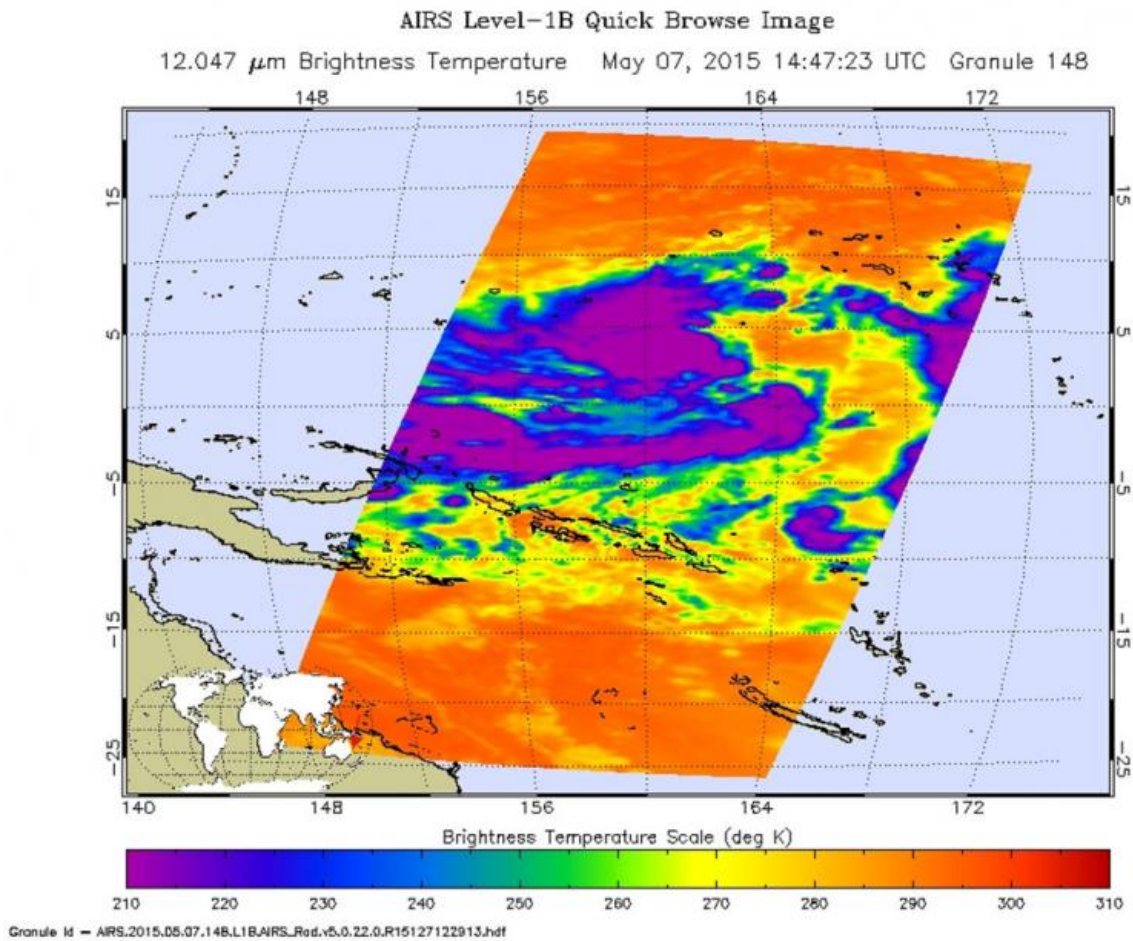 AIRS Level-1B Quick Browse Image
12.047 μm Brightness Temperature May 07, 2015 14:47:23 UTC Granule 148
148 156 164 172
15 15
5 5
-5 -5
-15 -15
-25 -25
140 148 156 164 172
Brightness Temperature Scale (deg K)
210 220 230 240 250 260 270 280 290 300 310
Granule Id - AIRS.2015.05.07.148.L1B.AIRS_Rad.v5.0.22.0.R15127122913.hdf